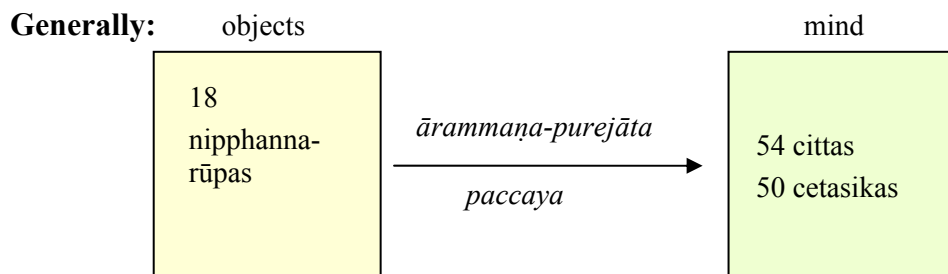 Generally: objects mind
18
nipphanna-
rūpas
ārammaṇa-purejāta
paccaya
54 cittas
50 cetasikas